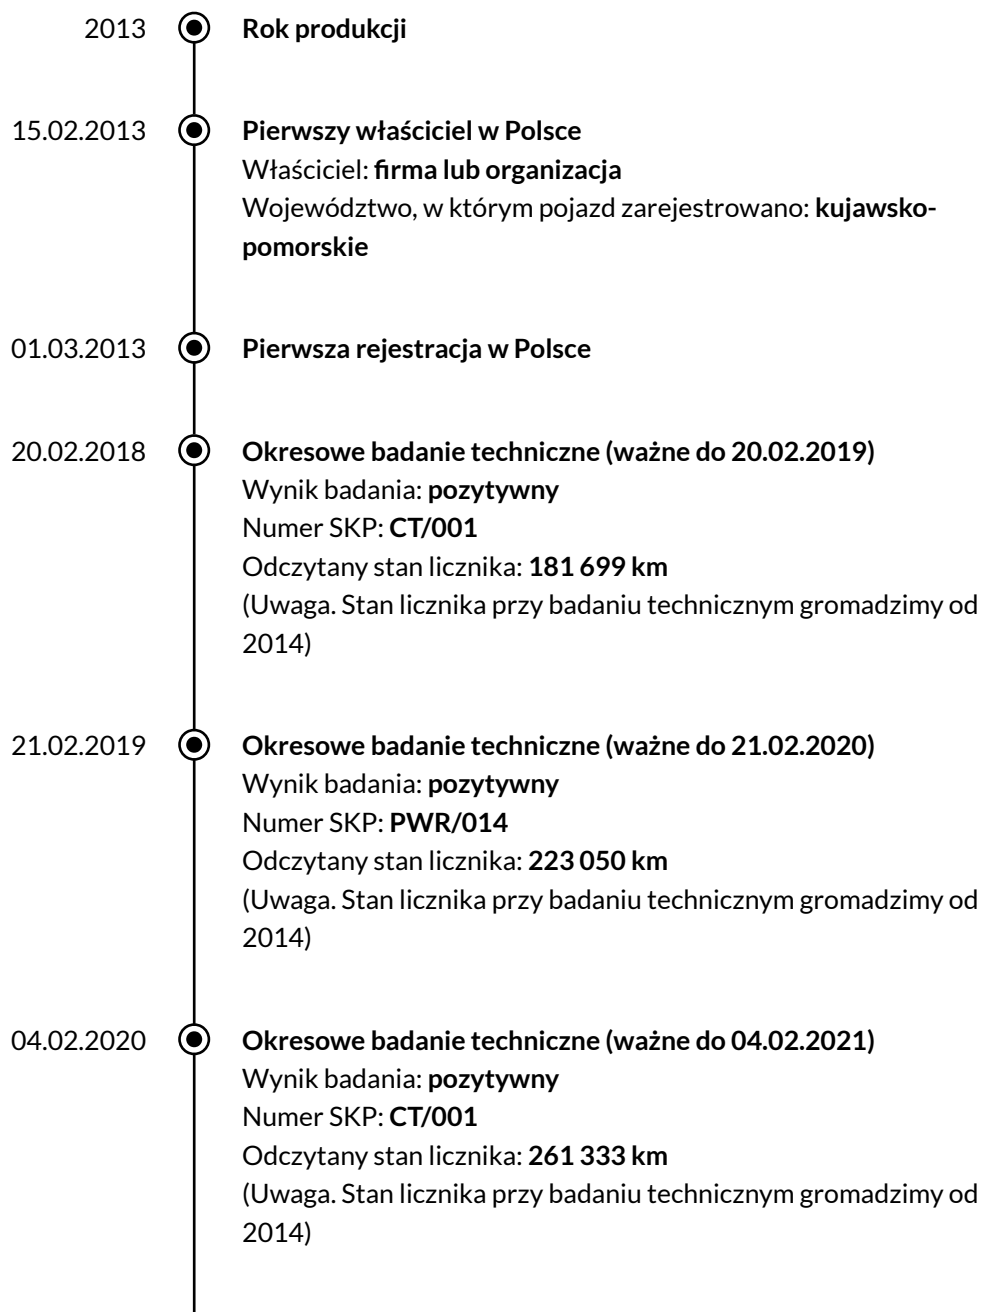 2013 Rok produkcji
15.02.2013 Pierwszy właściciel w Polsce
Właściciel: firma lub organizacja
Województwo, w którym pojazd zarejestrowano: kujawsko-
pomorskie
01.03.2013 Pierwsza rejestracja w Polsce
20.02.2018 Okresowe badanie techniczne (ważne do 20.02.2019)
Wynik badania: pozytywny
Numer SKP: CT/001
Odczytany stan licznika: 181 699 km
(Uwaga. Stan licznika przy badaniu technicznym gromadzimy od
2014)
21.02.2019 Okresowe badanie techniczne (ważne do 21.02.2020)
Wynik badania: pozytywny
Numer SKP: PWR/014
Odczytany stan licznika: 223 050 km
(Uwaga. Stan licznika przy badaniu technicznym gromadzimy od
2014)
04.02.2020 Okresowe badanie techniczne (ważne do 04.02.2021)
Wynik badania: pozytywny
Numer SKP: CT/001
Odczytany stan licznika: 261 333 km
(Uwaga. Stan licznika przy badaniu technicznym gromadzimy od
2014)